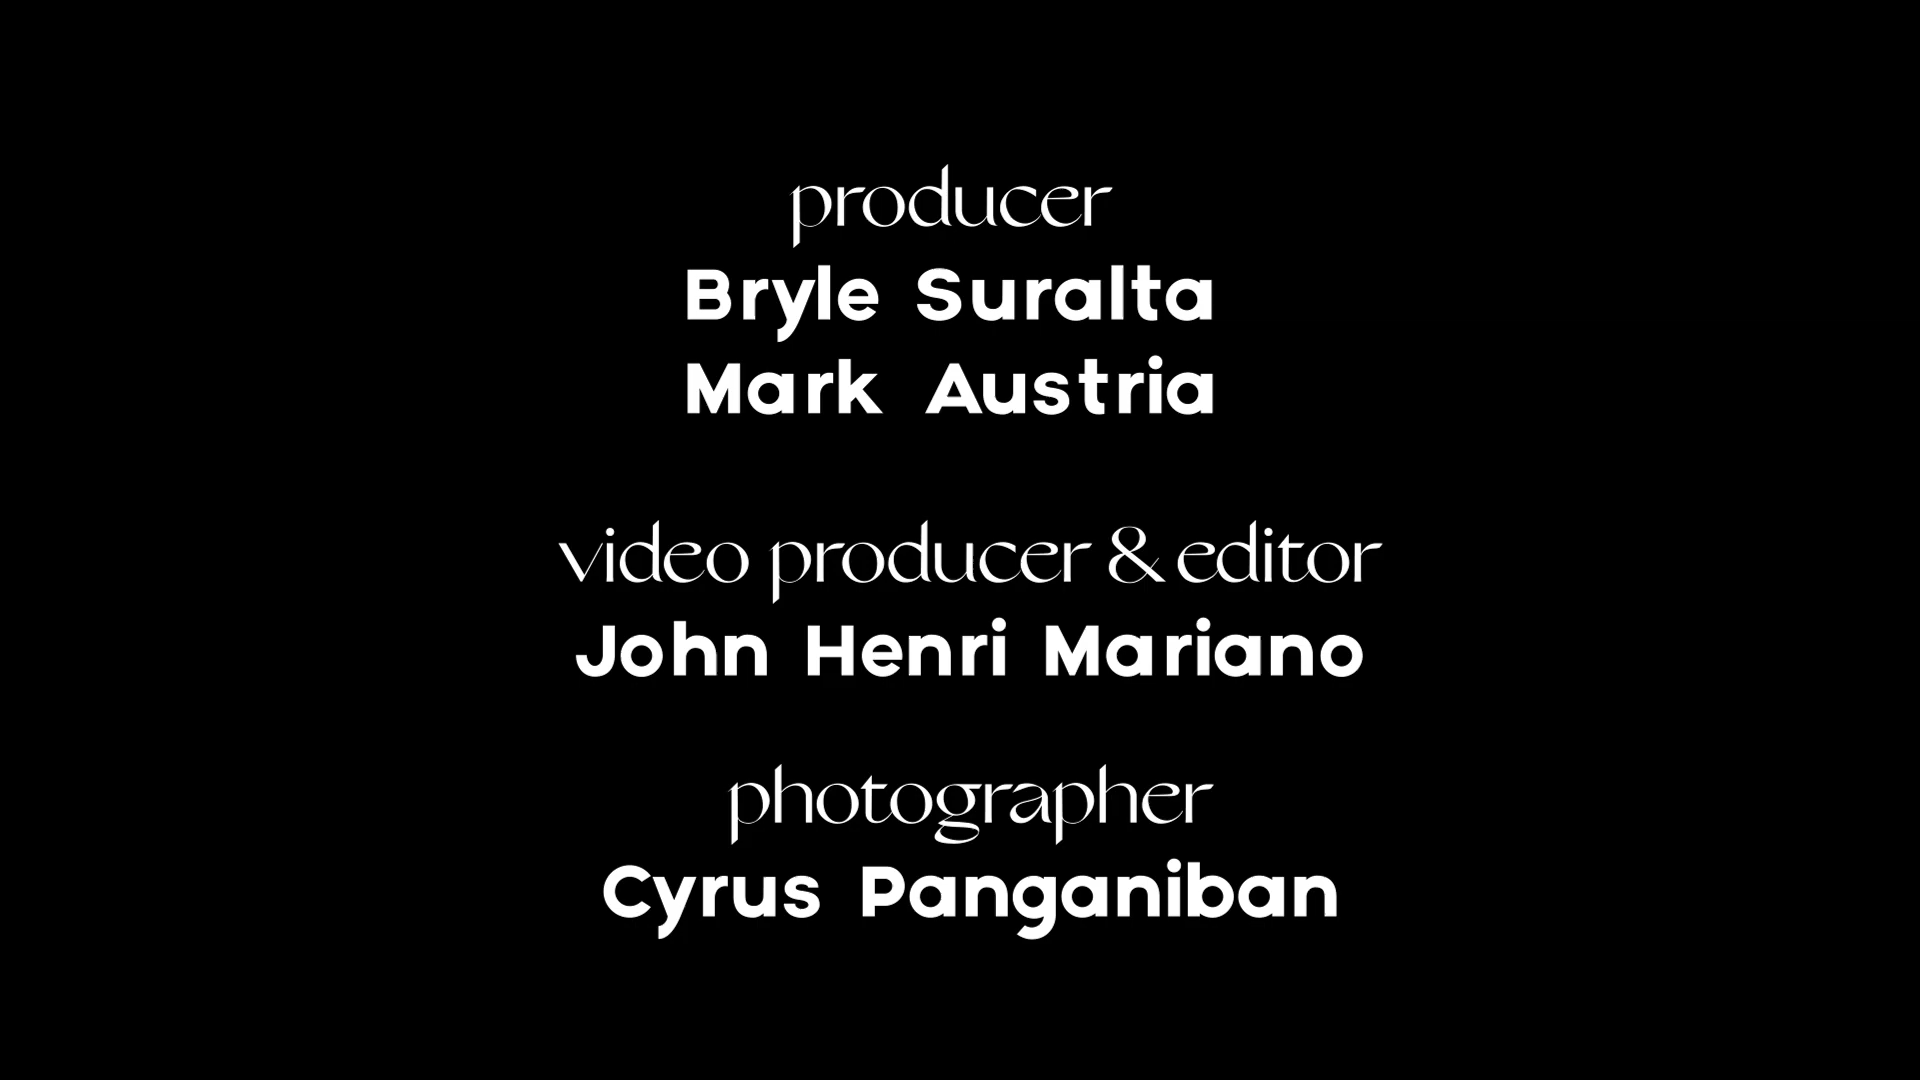 producer
Bryle Suralta
Mark Austria
video producer & editor
John Henri Mariano
photographer
Cyrus Panganiban